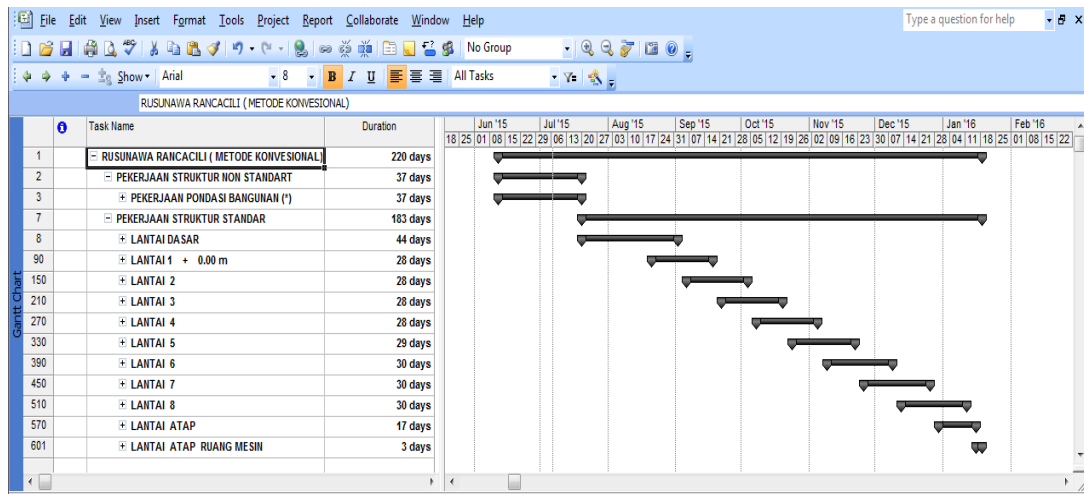 File Edit View Insert Format Tools Project Report Collaborate Window Help Type a question for help
No Group
Show Arial 8 B I U All Tasks
RUSUNAWA RANCACILI ( METODE KONVESIONAL)
Task Name Duration Jun '15 Jul '15 Aug '15 Sep '15 Oct '15 Nov '15 Dec '15 Jan '16 Feb '16
18 25 01 08 15 22 29 06 13 20 27 03 10 17 24 31 07 14 21 28 05 12 19 26 02 09 16 23 30 07 14 21 28 04 11 18 25 01 08 15 22
1 RUSUNAWA RANCACILI ( METODE KONVESIONAL) 220 days
2 PEKERJAAN STRUKTUR NON STANDART 37 days
3 PEKERJAAN PONDASI BANGUNAN (*) 37 days
7 PEKERJAAN STRUKTUR STANDAR 183 days
8 LANTAI DASAR 44 days
90 LANTAI 1 + 0.00 m 28 days
150 LANTAI 2 28 days
210 LANTAI 3 28 days
270 LANTAI 4 28 days
330 LANTAI 5 29 days
390 LANTAI 6 30 days
450 LANTAI 7 30 days
510 LANTAI 8 30 days
570 LANTAI ATAP 17 days
601 LANTAI ATAP RUANG MESIN 3 days
Gantt Chart